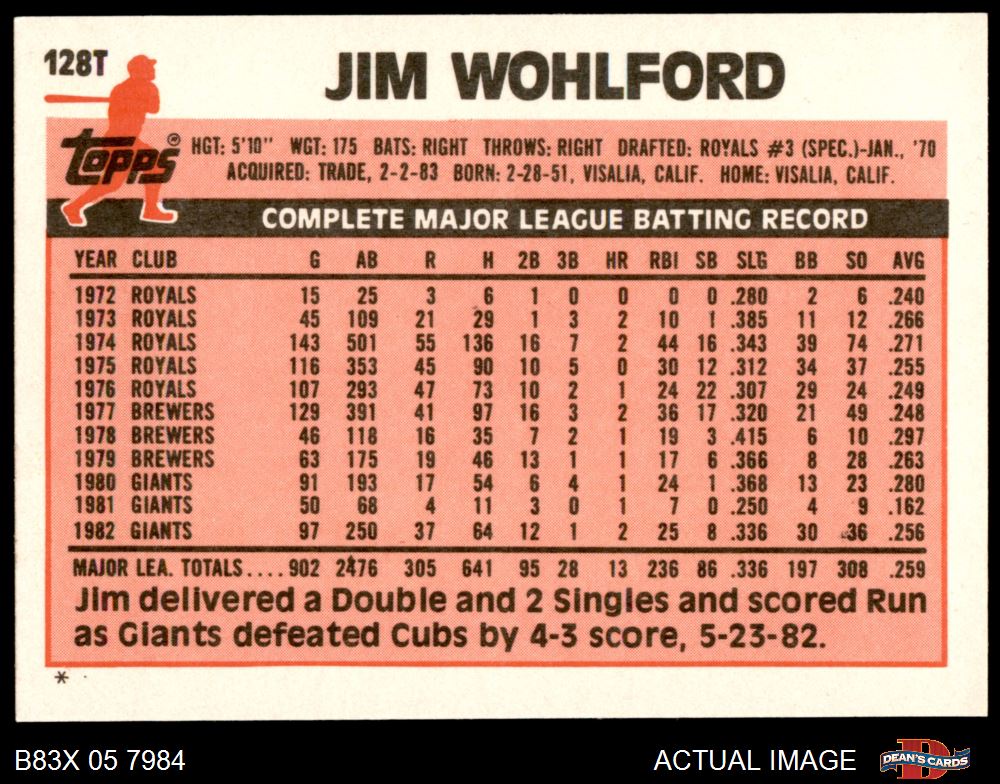 128T
JIM WOHLFORD
Topps ®
HGT: 5'10" WGT: 175 BATS: RIGHT THROWS: RIGHT DRAFTED: ROYALS #3 (SPEC.)-JAN., '70
ACQUIRED: TRADE, 2-2-83 BORN: 2-28-51, VISALIA, CALIF. HOME: VISALIA, CALIF.
COMPLETE MAJOR LEAGUE BATTING RECORD
YEAR CLUB G AB R H 2B 3B HR RBI SB SLG BB SO AVG
1972 ROYALS 15 25 3 6 1 0 0 0 0 .280 2 6 .240
1973 ROYALS 45 109 21 29 1 3 2 10 1 .385 11 12 .266
1974 ROYALS 143 501 55 136 16 7 2 44 16 .343 39 74 .271
1975 ROYALS 116 353 45 90 10 5 0 30 12 .312 34 37 .255
1976 ROYALS 107 293 47 73 10 2 1 24 22 .307 29 24 .249
1977 BREWERS 129 391 41 97 16 3 2 36 17 .320 21 49 .248
1978 BREWERS 46 118 16 35 7 2 1 19 3 .415 6 10 .297
1979 BREWERS 63 175 19 46 13 1 1 17 6 .366 8 28 .263
1980 GIANTS 91 193 17 54 6 4 1 24 1 .368 13 23 .280
1981 GIANTS 50 68 4 11 3 0 1 7 0 .250 4 9 .162
1982 GIANTS 97 250 37 64 12 1 2 25 8 .336 30 36 .256
MAJOR LEA. TOTALS.... 902 2476 305 641 95 28 13 236 86 .336 197 308 .259
Jim delivered a Double and 2 Singles and scored Run
as Giants defeated Cubs by 4-3 score, 5-23-82.
*
B83X 05 7984 ACTUAL IMAGE DEAN'S CARDS